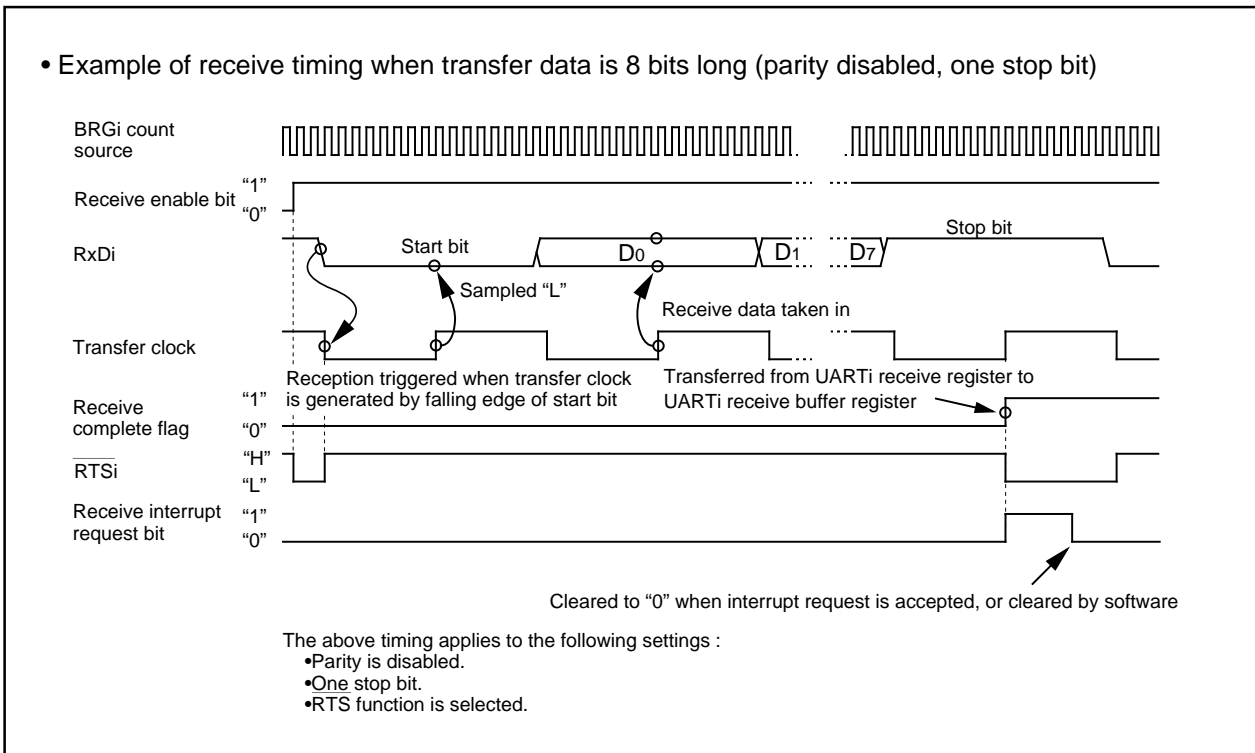 • Example of receive timing when transfer data is 8 bits long (parity disabled, one stop bit)
BRGi count
source
Receive enable bit
“1”
“0”
RxDi
Start bit
D0
D1
D7
Stop bit
Sampled “L”
Receive data taken in
Transfer clock
Reception triggered when transfer clock
is generated by falling edge of start bit
Transferred from UARTi receive register to
UARTi receive buffer register
Receive
complete flag
“1”
“0”
RTSi
“H”
“L”
Receive interrupt
request bit
“1”
“0”
Cleared to “0” when interrupt request is accepted, or cleared by software
The above timing applies to the following settings :
•Parity is disabled.
•One stop bit.
•RTS function is selected.